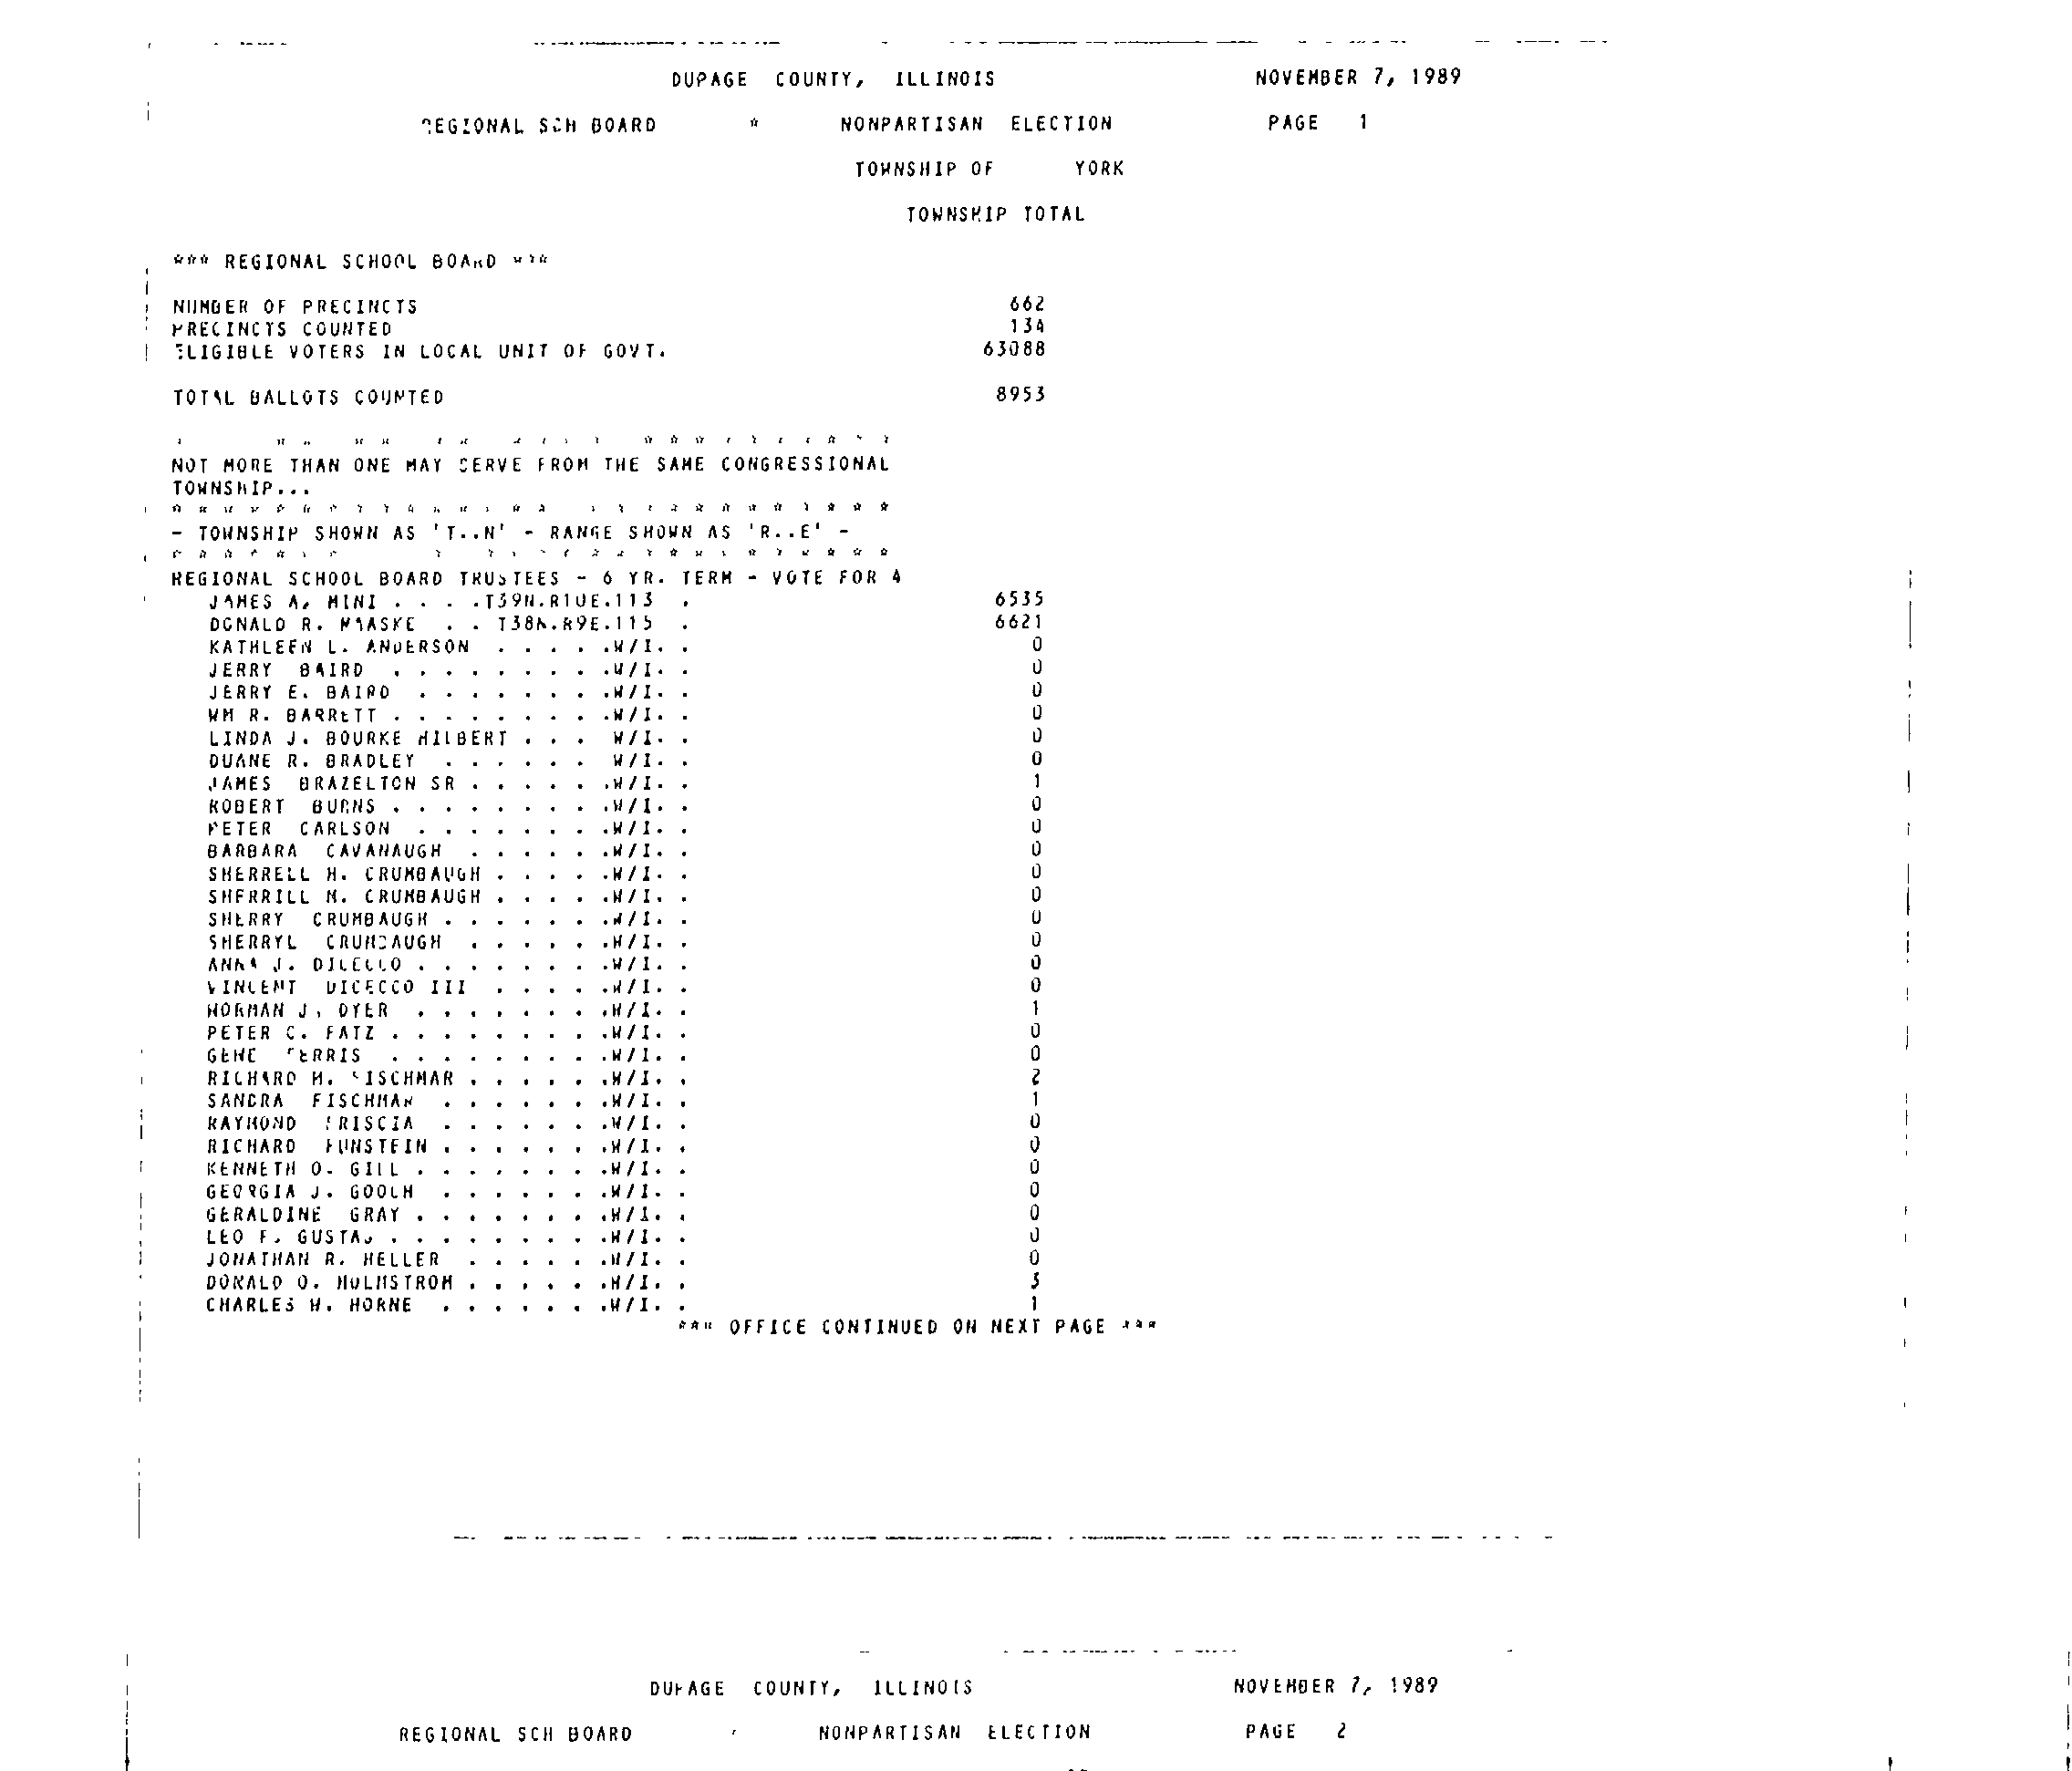 DUPAGE COUNTY, ILLINOIS NOVEMBER 7, 1989
REGIONAL SCH BOARD * NONPARTISAN ELECTION PAGE 1
TOWNSHIP OF YORK
TOWNSHIP TOTAL
*** REGIONAL SCHOOL BOARD ***
NUMBER OF PRECINCTS 662
PRECINCTS COUNTED 134
ELIGIBLE VOTERS IN LOCAL UNIT OF GOVT. 63088
TOTAL BALLOTS COUNTED 8953
NOT MORE THAN ONE MAY SERVE FROM THE SAME CONGRESSIONAL
TOWNSHIP...
* * * * * * * * * * * * * * * * * * * * * * * * * * * *
- TOWNSHIP SHOWN AS 'T..N' - RANGE SHOWN AS 'R..E' -
REGIONAL SCHOOL BOARD TRUSTEES - 6 YR. TERM - VOTE FOR 4
JAMES A. MINI . . . .T39N.R10E.113 . 6535
DONALD R. MAASKE . . T38N.R9E.115 . 6621
KATHLEEN L. ANDERSON . . . . .W/I. . 0
JERRY BAIRD . . . . . . . . .W/I. . 0
JERRY E. BAIRD . . . . . . . .W/I. . 0
WM R. BARRETT . . . . . . . . .W/I. . 0
LINDA J. BOURKE HILBERT . . . W/I. . 0
DUANE R. BRADLEY . . . . . . W/I. . 0
JAMES BRAZELTON SR . . . . . .W/I. . 1
ROBERT BURNS . . . . . . . . .W/I. . 0
PETER CARLSON . . . . . . . .W/I. . 0
BARBARA CAVANAUGH . . . . . .W/I. . 0
SHERRELL H. CRUMBAUGH . . . . .W/I. . 0
SHERRILL M. CRUMBAUGH . . . . .W/I. . 0
SHERRY CRUMBAUGH . . . . . . .W/I. . 0
SHERRYL CRUMBAUGH . . . . . .W/I. . 0
ANNA J. . . . . . . . .W/I. . 0
VINCENT DICECCO III . . . . .W/I. . 0
NORMAN J. DYER . . . . . . . .W/I. . 1
PETER C. FATZ . . . . . . . . .W/I. . 0
GENE FERRIS . . . . . . . . .W/I. . 0
RICHARD M. FISCHMAR . . . . . .W/I. . 2
SANDRA FISCHMAR . . . . . . .W/I. . 1
RAYMOND FRISCIA . . . . . . .W/I. . 0
RICHARD FUNSTEIN . . . . . . .W/I. . 0
KENNETH O. GILL . . . . . . . .W/I. . 0
GEORGIA J. GOOCH . . . . . . .W/I. . 0
GERALDINE GRAY . . . . . . . .W/I. . 0
LEO F. . . . . . . . . .W/I. . 0
JONATHAN R. HELLER . . . . . .W/I. . 0
DONALD O. HOLMSTROM . . . . . .W/I. . 3
CHARLES W. HORNE . . . . . . .W/I. . 1
*** OFFICE CONTINUED ON NEXT PAGE ***
DUPAGE COUNTY, ILLINOIS NOVEMBER 7, 1989
REGIONAL SCH BOARD * NONPARTISAN ELECTION PAGE 2